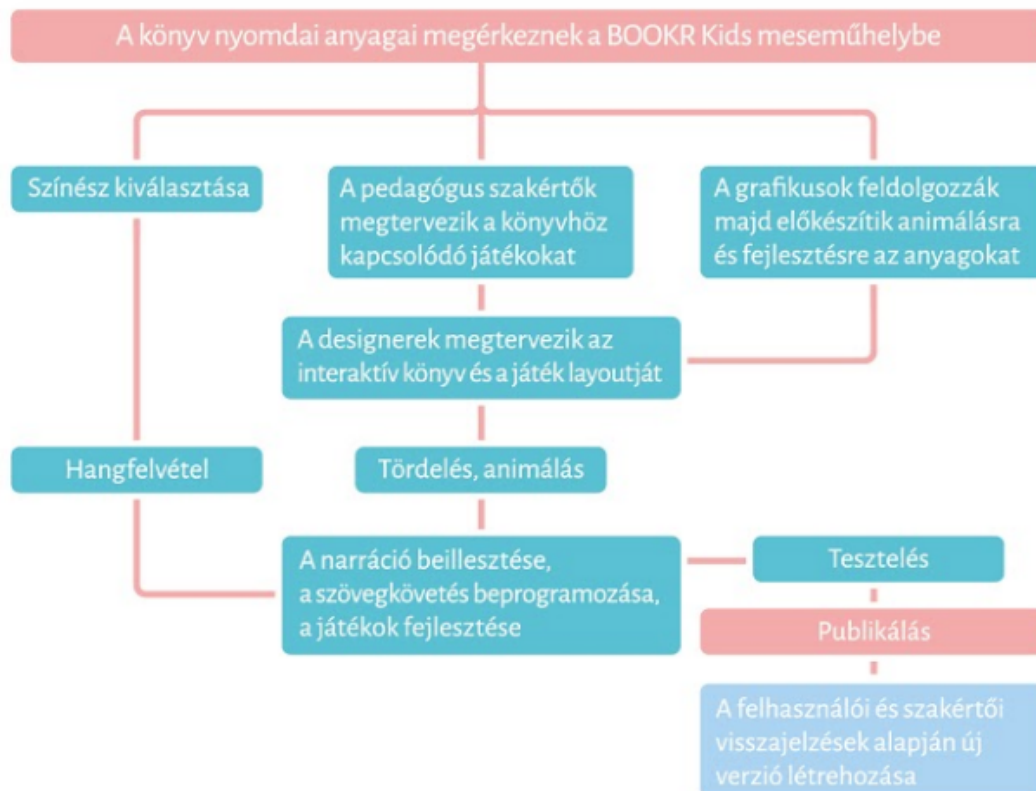 A könyv nyomdai anyagai megérkeznek a BOOKR Kids meseműhelybe
Színész kiválasztása
A pedagógus szakértők
megtervezik a könyvhöz
kapcsolódó játékokat
A grafikusok feldolgozzák
majd előkészítik animálásra
és fejlesztésre az anyagokat
A designerek megtervezik az
interaktív könyv és a játék layoutját
Hangfelvétel
Tördelés, animálás
A narráció beillesztése,
a szövegkövetés beprogramozása,
a játékok fejlesztése
Tesztelés
Publikálás
A felhasználói és szakértői
visszajelzések alapján új
verzió létrehozása